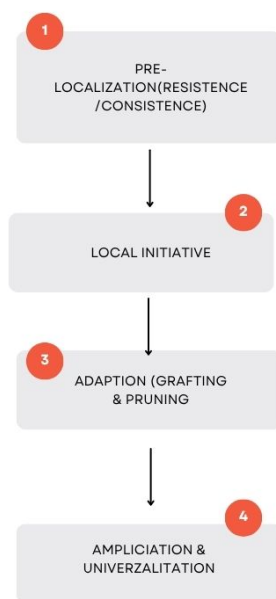 1
PRE-
LOCALIZATION(RESISTENCE
/CONSISTENCE)
2
LOCAL INITIATIVE
3
ADAPTION (GRAFTING
& PRUNING
4
AMPLICIATION &
UNIVERZALITATION